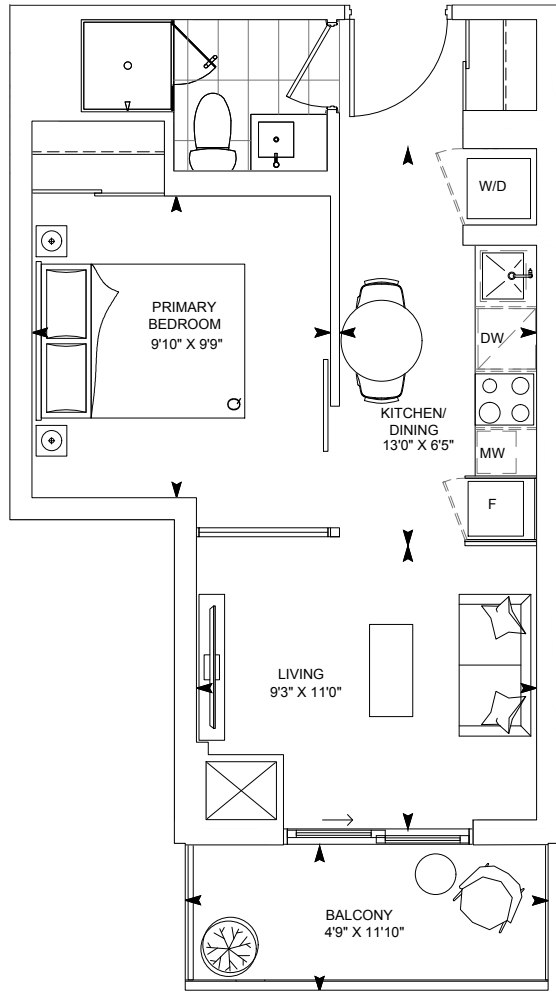 W/D
PRIMARY
BEDROOM
9'10" X 9'9"
DW
KITCHEN/
DINING
13'0" X 6'5"
Q
MW
F
LIVING
9'3" X 11'0"
BALCONY
4'9" X 11'10"